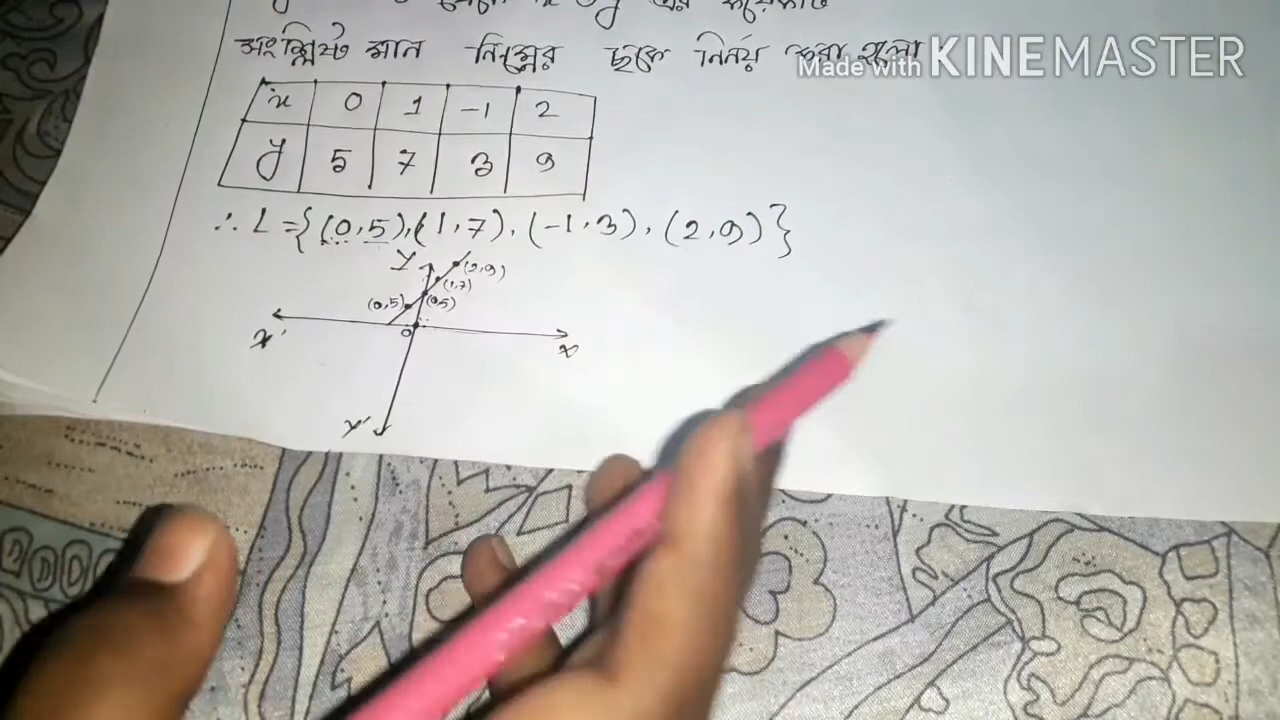 সংশ্লিষ্ট মান নিম্নের ছকে নির্নয় করা হলো
Made with KINEMASTER
x 0 1 -1 2
y 5 7 3 9
∴ L = {(0,5), (1,7), (-1,3), (2,9)}
Y (2,9)
(1,7)
(0,5) (0,5)
X' O X
Y'